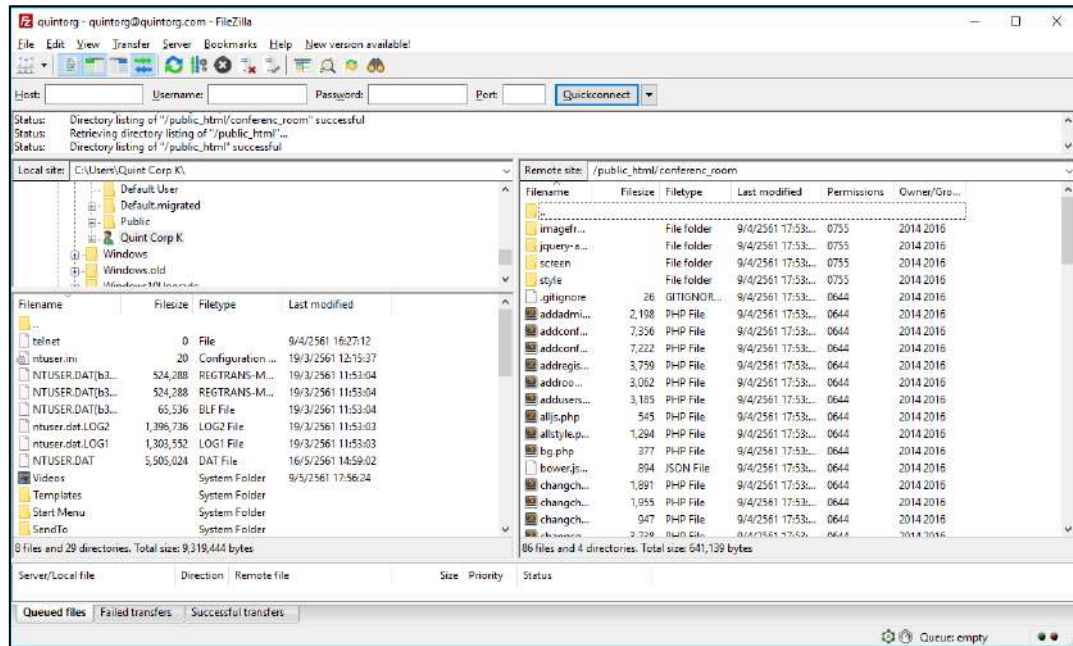 quintorg - quintorg@quintorg.com - FileZilla
File Edit View Transfer Server Bookmarks Help New version available!
Host: Username: Password: Port: Quickconnect
Status: Directory listing of "/public_html/conferenc_room" successful
Status: Retrieving directory listing of "/public_html"...
Status: Directory listing of "/public_html" successful
Local site: C:\Users\Quint Corp K\
Default User
Default.migrated
Public
Quint Corp K
Windows
Windows.old
Windows10Upgrade
Filename Filesize Filetype Last modified
..
telnet 0 File 9/4/2561 16:27:12
ntuser.ini 20 Configuration ... 19/3/2561 12:15:37
NTUSER.DAT{b3... 524,288 REGTRANS-M... 19/3/2561 11:53:04
NTUSER.DAT{b3... 524,288 REGTRANS-M... 19/3/2561 11:53:04
NTUSER.DAT{b3... 65,536 BLF File 19/3/2561 11:53:04
ntuser.dat.LOG2 1,396,736 LOG2 File 19/3/2561 11:53:03
ntuser.dat.LOG1 1,303,552 LOG1 File 19/3/2561 11:53:03
NTUSER.DAT 5,505,024 DAT File 16/5/2561 14:59:02
Videos System Folder 9/5/2561 17:56:24
Templates System Folder
Start Menu System Folder
SendTo System Folder
8 files and 29 directories. Total size: 9,319,444 bytes
Remote site: /public_html/conferenc_room
Filename Filesize Filetype Last modified Permissions Owner/Gro...
..
imagefr... File folder 9/4/2561 17:53:... 0755 2014 2016
jquery-a... File folder 9/4/2561 17:53:... 0755 2014 2016
screen File folder 9/4/2561 17:53:... 0755 2014 2016
style File folder 9/4/2561 17:53:... 0755 2014 2016
.gitignore 26 GITIGNOR... 9/4/2561 17:53:... 0644 2014 2016
addadmi... 2,198 PHP File 9/4/2561 17:53:... 0644 2014 2016
addconf... 7,356 PHP File 9/4/2561 17:53:... 0644 2014 2016
addconf... 7,222 PHP File 9/4/2561 17:53:... 0644 2014 2016
addregis... 3,759 PHP File 9/4/2561 17:53:... 0644 2014 2016
addroo... 3,062 PHP File 9/4/2561 17:53:... 0644 2014 2016
addusers... 3,185 PHP File 9/4/2561 17:53:... 0644 2014 2016
alljs.php 545 PHP File 9/4/2561 17:53:... 0644 2014 2016
allstyle.p... 1,294 PHP File 9/4/2561 17:53:... 0644 2014 2016
bg.php 377 PHP File 9/4/2561 17:53:... 0644 2014 2016
bower.js... 894 JSON File 9/4/2561 17:53:... 0644 2014 2016
changch... 1,891 PHP File 9/4/2561 17:53:... 0644 2014 2016
changch... 1,955 PHP File 9/4/2561 17:53:... 0644 2014 2016
changch... 947 PHP File 9/4/2561 17:53:... 0644 2014 2016
PHP File 9/4/2561 17:53:... 0644 2014 2016
86 files and 4 directories. Total size: 641,139 bytes
Server/Local file Direction Remote file Size Priority Status
Queued files Failed transfers Successful transfers
Queue: empty